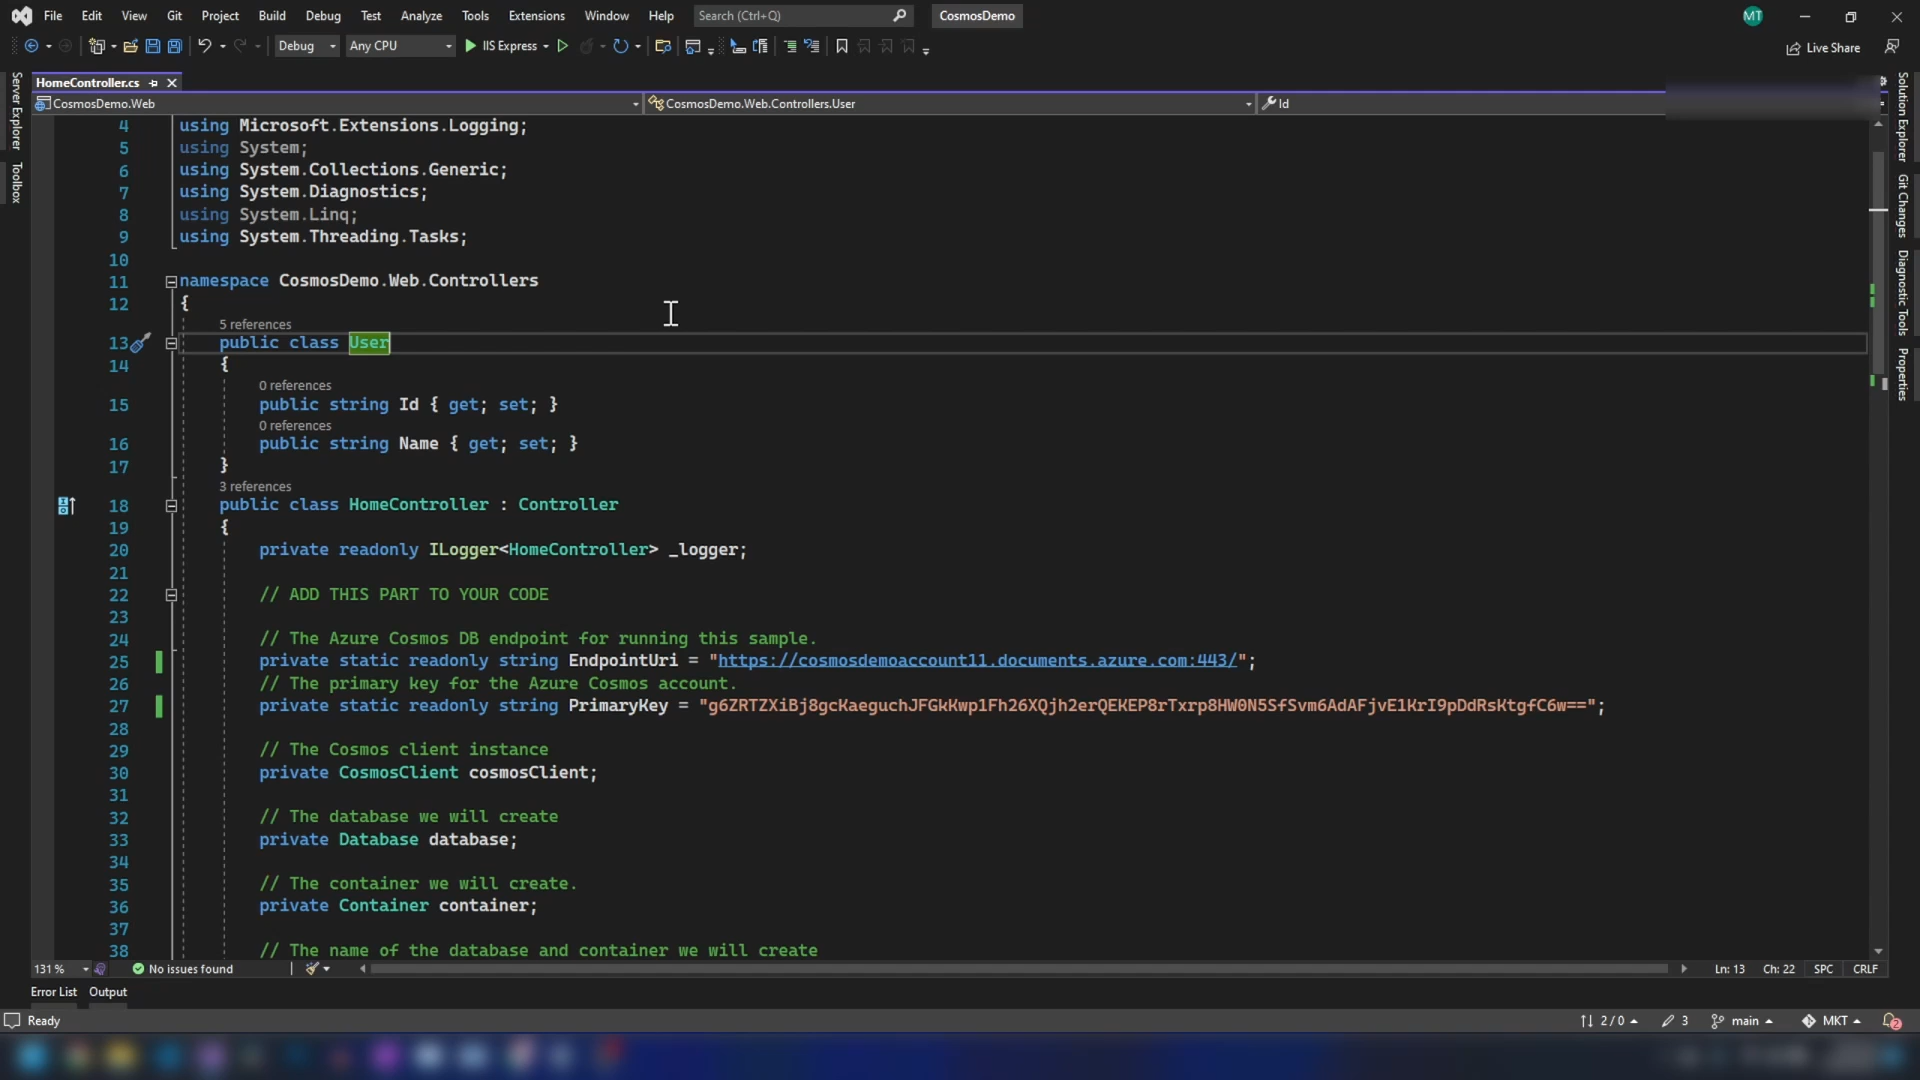 File Edit View Git Project Build Debug Test Analyze Tools Extensions Window Help Search (Ctrl+Q) CosmosDemo MT
Debug Any CPU IIS Express Live Share
HomeController.cs
CosmosDemo.Web CosmosDemo.Web.Controllers.User Id
Server Explorer
Toolbox
Solution Explorer
Git Changes
Diagnostic Tools
Properties
4 using Microsoft.Extensions.Logging;
5 using System;
6 using System.Collections.Generic;
7 using System.Diagnostics;
8 using System.Linq;
9 using System.Threading.Tasks;
10
11 namespace CosmosDemo.Web.Controllers
12 {
5 references
13 public class User
14 {
0 references
15 public string Id { get; set; }
0 references
16 public string Name { get; set; }
17 }
3 references
18 public class HomeController : Controller
19 {
20 private readonly ILogger<HomeController> _logger;
21
22 // ADD THIS PART TO YOUR CODE
23
24 // The Azure Cosmos DB endpoint for running this sample.
25 private static readonly string EndpointUri = "https://cosmosdemoaccount11.documents.azure.com:443/";
26 // The primary key for the Azure Cosmos account.
27 private static readonly string PrimaryKey = "g6ZRTZXiBj8gcKaeguchJFGkKwp1Fh26XQjh2erQEKEP8rTxrp8HW0N5SfSvm6AdAFjvE1KrI9pDdRsKtgfC6w==";
28
29 // The Cosmos client instance
30 private CosmosClient cosmosClient;
31
32 // The database we will create
33 private Database database;
34
35 // The container we will create.
36 private Container container;
37
38 // The name of the database and container we will create
131 % No issues found Ln: 13 Ch: 22 SPC CRLF
Error List Output
Ready 2 / 0 3 main MKT 2